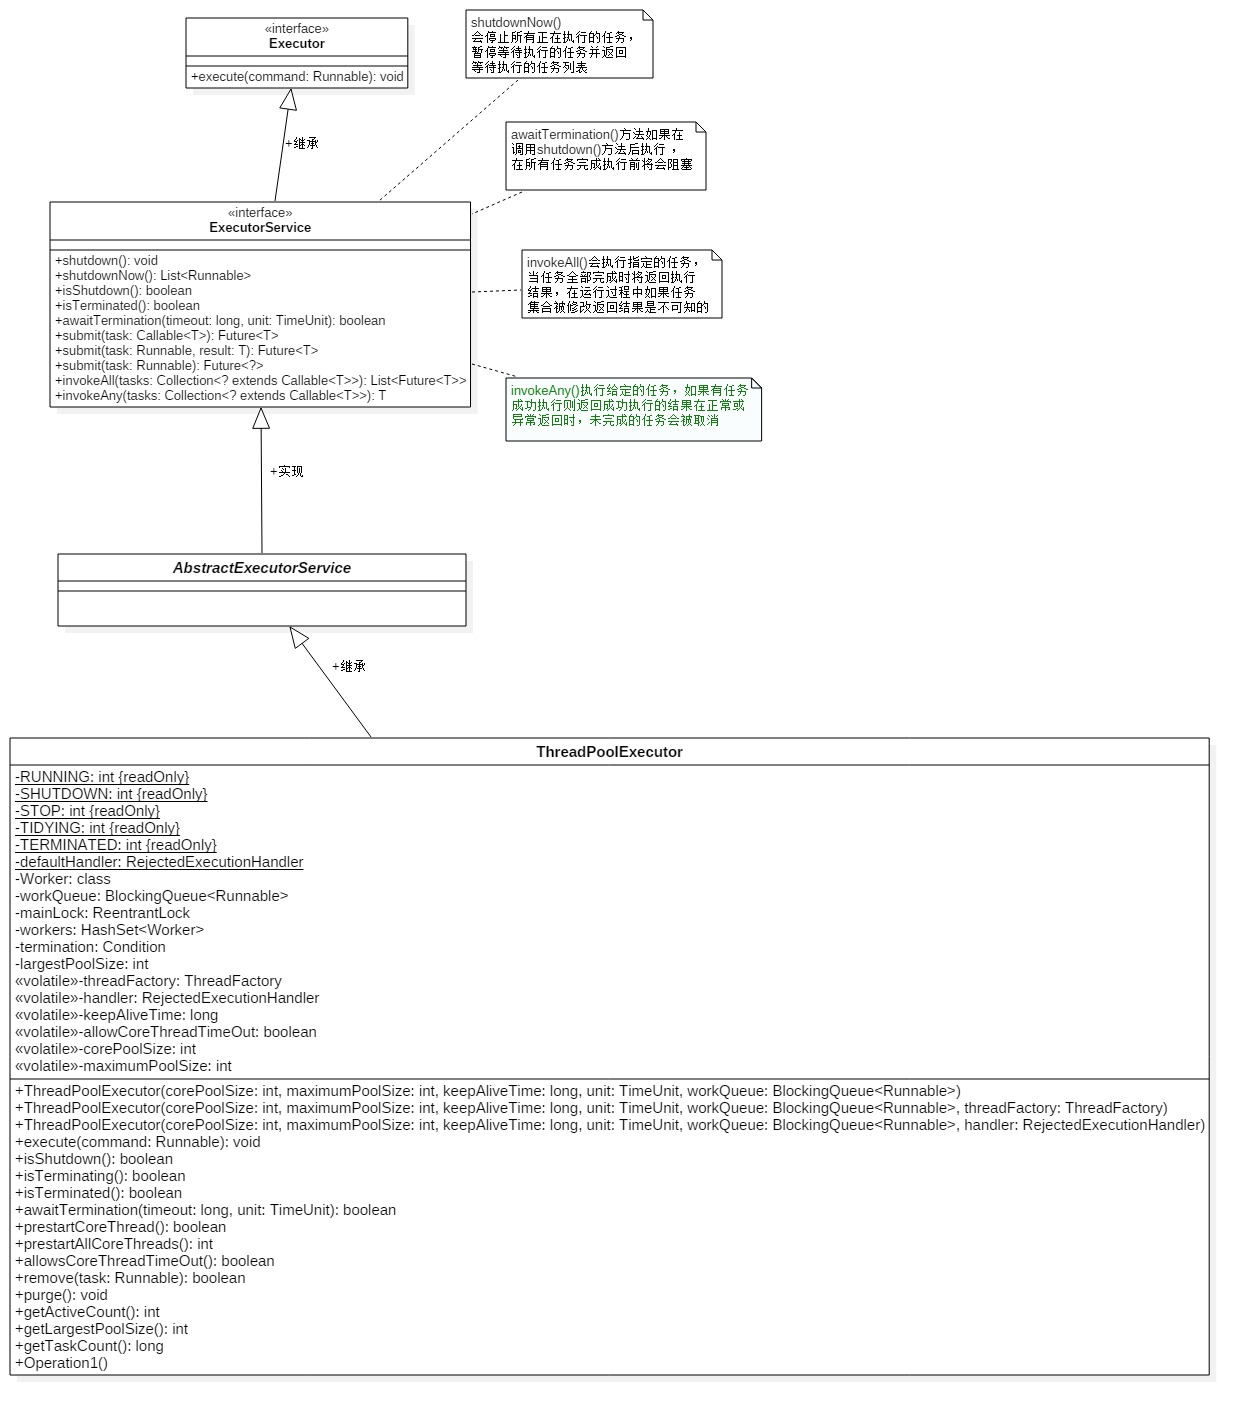 «interface»
Executor
+execute(command: Runnable): void
shutdownNow()
会停止所有正在执行的任务，
暂停等待执行的任务并返回
等待执行的任务列表
+继承
awaitTermination()方法如果在
调用shutdown()方法后执行，
在所有任务完成执行前将会阻塞
«interface»
ExecutorService
+shutdown(): void
+shutdownNow(): List<Runnable>
+isShutdown(): boolean
+isTerminated(): boolean
+awaitTermination(timeout: long, unit: TimeUnit): boolean
+submit(task: Callable<T>): Future<T>
+submit(task: Runnable, result: T): Future<T>
+submit(task: Runnable): Future<?>
+invokeAll(tasks: Collection<? extends Callable<T>>): List<Future<T>>
+invokeAny(tasks: Collection<? extends Callable<T>>): T
invokeAll()会执行指定的任务，
当任务全部完成时将返回执行
结果，在运行过程中如果任务
集合被修改返回结果是不可知的
invokeAny()执行给定的任务，如果有任务
成功执行则返回成功执行的结果在正常或
异常返回时，未完成的任务会被取消
+实现
AbstractExecutorService
+继承
ThreadPoolExecutor
-RUNNING: int {readOnly}
-SHUTDOWN: int {readOnly}
-STOP: int {readOnly}
-TIDYING: int {readOnly}
-TERMINATED: int {readOnly}
-defaultHandler: RejectedExecutionHandler
-Worker: class
-workQueue: BlockingQueue<Runnable>
-mainLock: ReentrantLock
-workers: HashSet<Worker>
-termination: Condition
-largestPoolSize: int
«volatile»-threadFactory: ThreadFactory
«volatile»-handler: RejectedExecutionHandler
«volatile»-keepAliveTime: long
«volatile»-allowCoreThreadTimeOut: boolean
«volatile»-corePoolSize: int
«volatile»-maximumPoolSize: int
+ThreadPoolExecutor(corePoolSize: int, maximumPoolSize: int, keepAliveTime: long, unit: TimeUnit, workQueue: BlockingQueue<Runnable>)
+ThreadPoolExecutor(corePoolSize: int, maximumPoolSize: int, keepAliveTime: long, unit: TimeUnit, workQueue: BlockingQueue<Runnable>, threadFactory: ThreadFactory)
+ThreadPoolExecutor(corePoolSize: int, maximumPoolSize: int, keepAliveTime: long, unit: TimeUnit, workQueue: BlockingQueue<Runnable>, handler: RejectedExecutionHandler)
+execute(command: Runnable): void
+isShutdown(): boolean
+isTerminating(): boolean
+isTerminated(): boolean
+awaitTermination(timeout: long, unit: TimeUnit): boolean
+prestartCoreThread(): boolean
+prestartAllCoreThreads(): int
+allowsCoreThreadTimeOut(): boolean
+remove(task: Runnable): boolean
+purge(): void
+getActiveCount(): int
+getLargestPoolSize(): int
+getTaskCount(): long
+Operation1()